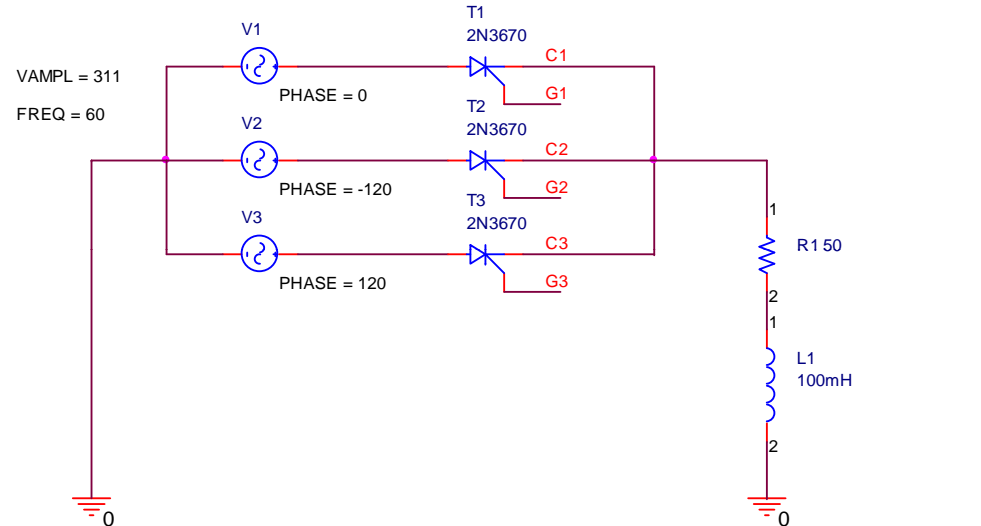 T1
2N3670
V1
C1
VAMPL = 311
PHASE = 0
G1
FREQ = 60
T2
V2
2N3670
C2
PHASE = -120
G2
T3
V3
2N3670
1
C3
R1 50
PHASE = 120
G3
2
1
L1
100mH
2
0
0